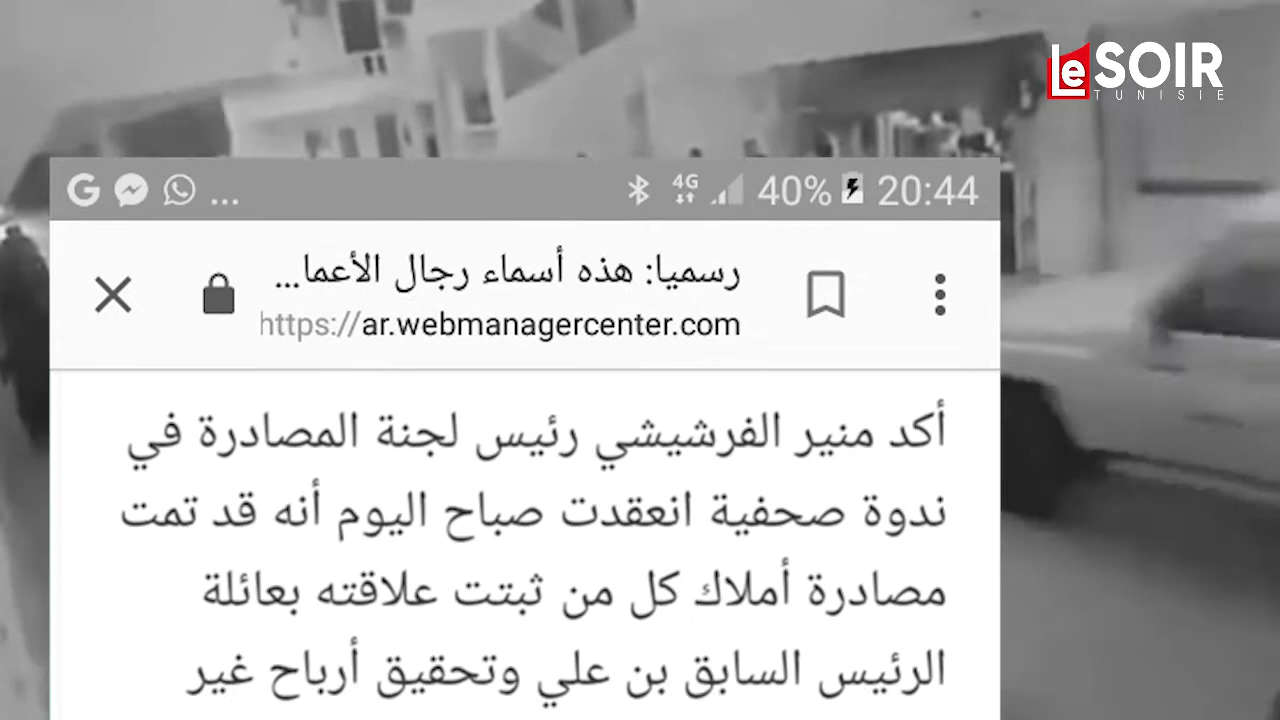 Le SOIR
TUNISIE
... 4G 40% 20:44
رسميا: هذه أسماء رجال الأعما...
https://ar.webmanagercenter.com
أكد منير الفرشيشي رئيس لجنة المصادرة في
ندوة صحفية انعقدت صباح اليوم أنه قد تمت
مصادرة أملاك كل من ثبتت علاقته بعائلة
الرئيس السابق بن علي وتحقيق أرباح غير